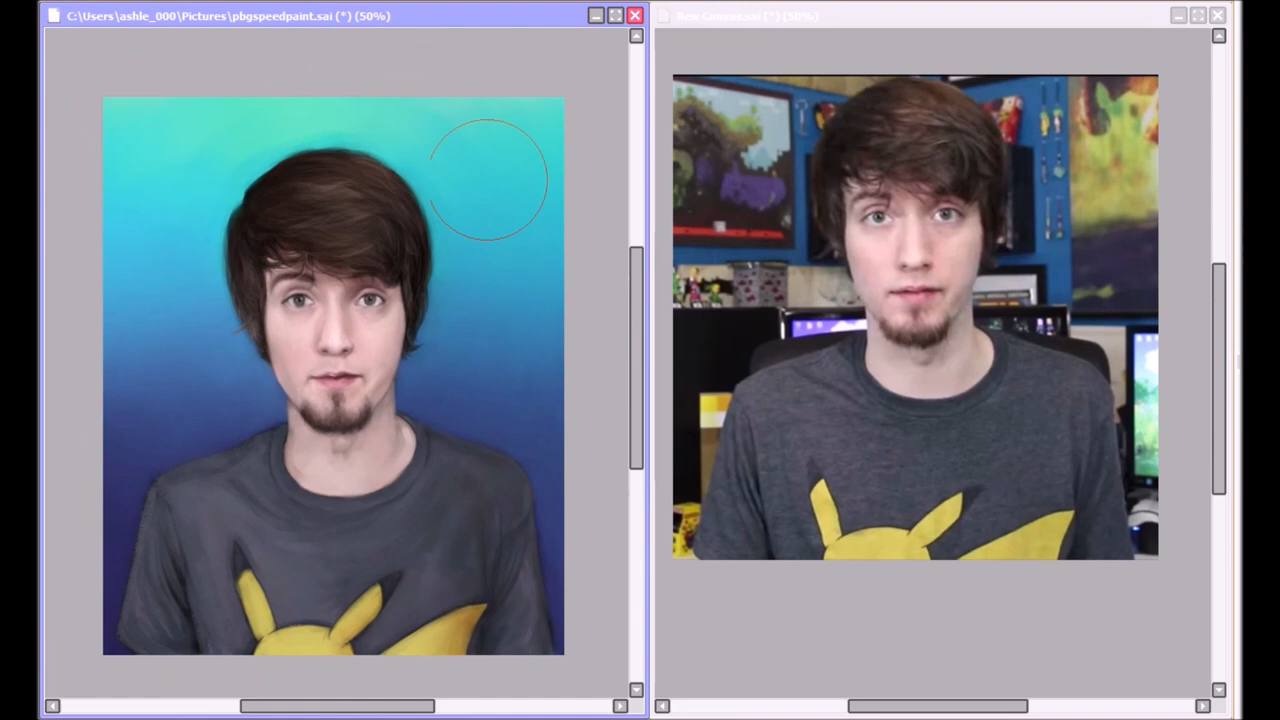 C:\Users\ashle_000\Pictures\pbgspeedpaint.sai (*) (50%)
New Canvas.sai (*) (50%)